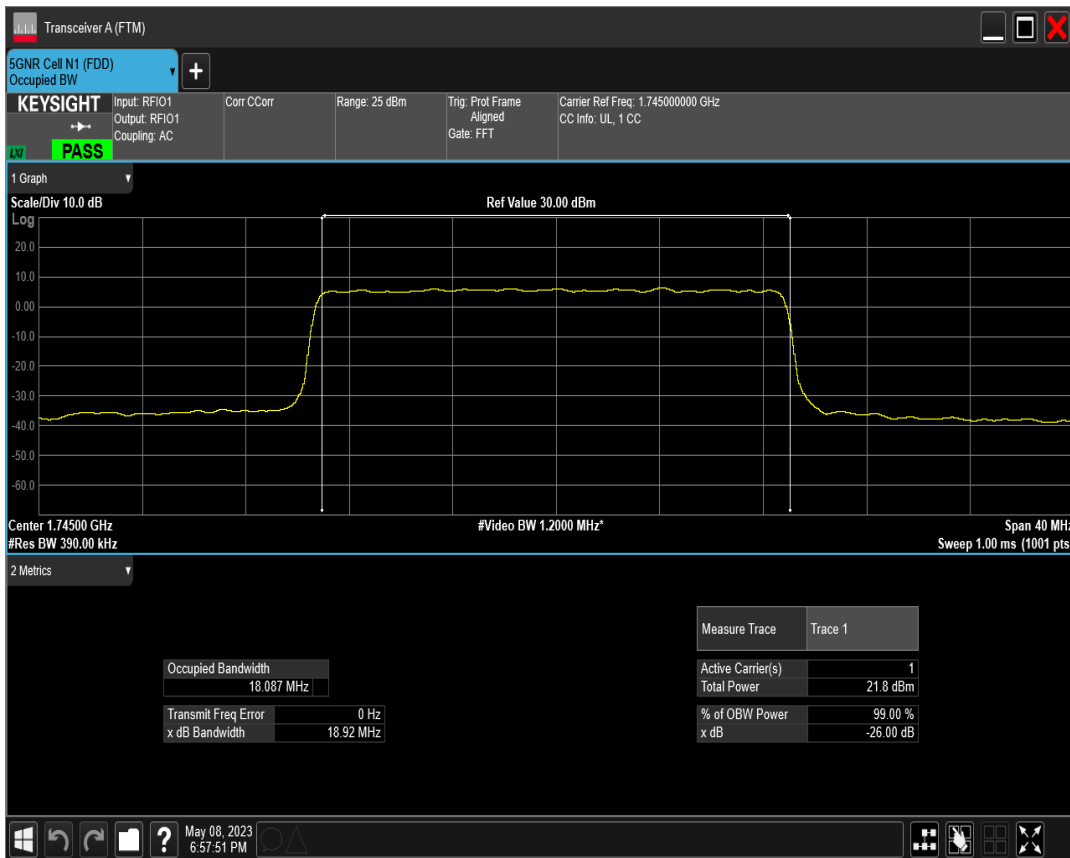 Transceiver A (FTM)
5GNR Cell N1 (FDD)
Occupied BW
KEYSIGHT
LXI
PASS
Input: RFIO1
Output: RFIO1
Coupling: AC
Corr CCorr
Range: 25 dBm
Trig: Prot Frame
Aligned
Gate: FFT
Carrier Ref Freq: 1.745000000 GHz
CC Info: UL, 1 CC
1 Graph
Scale/Div 10.0 dB
Ref Value 30.00 dBm
Log
20.0
10.0
0.00
-10.0
-20.0
-30.0
-40.0
-50.0
-60.0
Center 1.74500 GHz
#Video BW 1.2000 MHz*
Span 40 MHz
#Res BW 390.00 kHz
Sweep 1.00 ms (1001 pts
2 Metrics
Measure Trace Trace 1
Occupied Bandwidth
18.087 MHz
Active Carrier(s) 1
Total Power 21.8 dBm
Transmit Freq Error 0 Hz
x dB Bandwidth 18.92 MHz
% of OBW Power 99.00 %
x dB -26.00 dB
?
May 08, 2023
6:57:51 PM